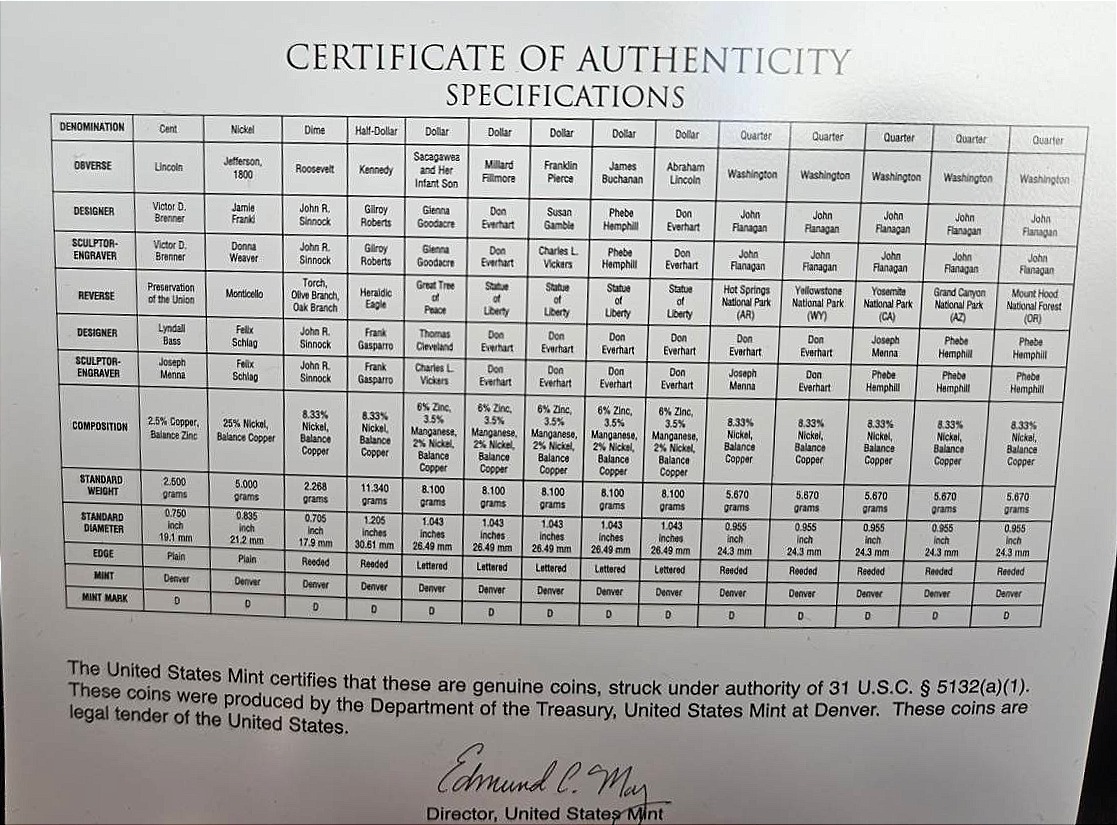 CERTIFICATE OF AUTHENTICITY
SPECIFICATIONS
DENOMINATION Cent Nickel Dime Half-Dollar Dollar Dollar Dollar Dollar Dollar Quarter Quarter Quarter Quarter Quarter
OBVERSE Lincoln Jefferson, 1800 Roosevelt Kennedy Sacagawea and Her Infant Son Millard Fillmore Franklin Pierce James Buchanan Abraham Lincoln Washington Washington Washington Washington Washington
DESIGNER Victor D. Brenner Jamie Franki John R. Sinnock Gilroy Roberts Glenna Goodacre Don Everhart Susan Gamble Phebe Hemphill Don Everhart John Flanagan John Flanagan John Flanagan John Flanagan John Flanagan
SCULPTOR-ENGRAVER Victor D. Brenner Donna Weaver John R. Sinnock Gilroy Roberts Glenna Goodacre Don Everhart Charles L. Vickers Phebe Hemphill Don Everhart John Flanagan John Flanagan John Flanagan John Flanagan John Flanagan
REVERSE Preservation of the Union Monticello Torch, Olive Branch, Oak Branch Heraldic Eagle Great Tree of Peace Statue of Liberty Statue of Liberty Statue of Liberty Statue of Liberty Hot Springs National Park (AR) Yellowstone National Park (WY) Yosemite National Park (CA) Grand Canyon National Park (AZ) Mount Hood National Forest (OR)
DESIGNER Lyndall Bass Felix Schlag John R. Sinnock Frank Gasparro Thomas Cleveland Don Everhart Don Everhart Don Everhart Don Everhart Don Everhart Don Everhart Joseph Menna Phebe Hemphill Phebe Hemphill
SCULPTOR-ENGRAVER Joseph Menna Felix Schlag John R. Sinnock Frank Gasparro Charles L. Vickers Don Everhart Don Everhart Don Everhart Don Everhart Joseph Menna Don Everhart Phebe Hemphill Phebe Hemphill Phebe Hemphill
COMPOSITION 2.5% Copper, Balance Zinc 25% Nickel, Balance Copper 8.33% Nickel, Balance Copper 8.33% Nickel, Balance Copper 6% Zinc, 3.5% Manganese, 2% Nickel, Balance Copper 6% Zinc, 3.5% Manganese, 2% Nickel, Balance Copper 6% Zinc, 3.5% Manganese, 2% Nickel, Balance Copper 6% Zinc, 3.5% Manganese, 2% Nickel, Balance Copper 6% Zinc, 3.5% Manganese, 2% Nickel, Balance Copper 8.33% Nickel, Balance Copper 8.33% Nickel, Balance Copper 8.33% Nickel, Balance Copper 8.33% Nickel, Balance Copper 8.33% Nickel, Balance Copper
STANDARD WEIGHT 2.500 grams 5.000 grams 2.268 grams 11.340 grams 8.100 grams 8.100 grams 8.100 grams 8.100 grams 8.100 grams 5.670 grams 5.670 grams 5.670 grams 5.670 grams 5.670 grams
STANDARD DIAMETER 0.750 inch 19.1 mm 0.835 inch 21.2 mm 0.705 inch 17.9 mm 1.205 inches 30.61 mm 1.043 inches 26.49 mm 1.043 inches 26.49 mm 1.043 inches 26.49 mm 1.043 inches 26.49 mm 1.043 inches 26.49 mm 0.955 inch 24.3 mm 0.955 inch 24.3 mm 0.955 inch 24.3 mm 0.955 inch 24.3 mm 0.955 inch 24.3 mm
EDGE Plain Plain Reeded Reeded Lettered Lettered Lettered Lettered Lettered Reeded Reeded Reeded Reeded Reeded
MINT Denver Denver Denver Denver Denver Denver Denver Denver Denver Denver Denver Denver Denver Denver
MINT MARK D D D D D D D D D D D D D D
The United States Mint certifies that these are genuine coins, struck under authority of 31 U.S.C. § 5132(a)(1).
These coins were produced by the Department of the Treasury, United States Mint at Denver. These coins are
legal tender of the United States.
Edmund C. Moy
Director, United States Mint